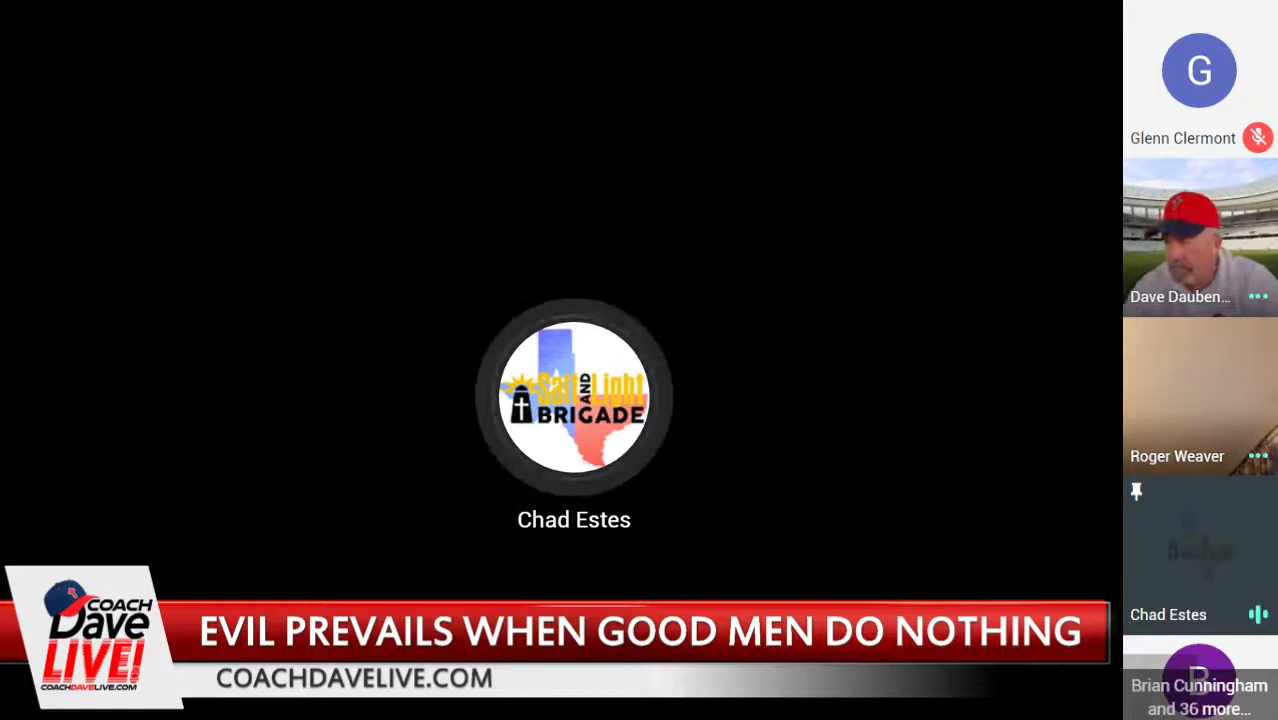 G
Glenn Clermont
Dave Dauben...
Roger Weaver
Salt AND Light
BRIGADE
Chad Estes
Chad Estes
B
Brian Cunningham
and 36 more...
COACH
Dave
LIVE!
COACHDAVELIVE.COM
EVIL PREVAILS WHEN GOOD MEN DO NOTHING
COACHDAVELIVE.COM